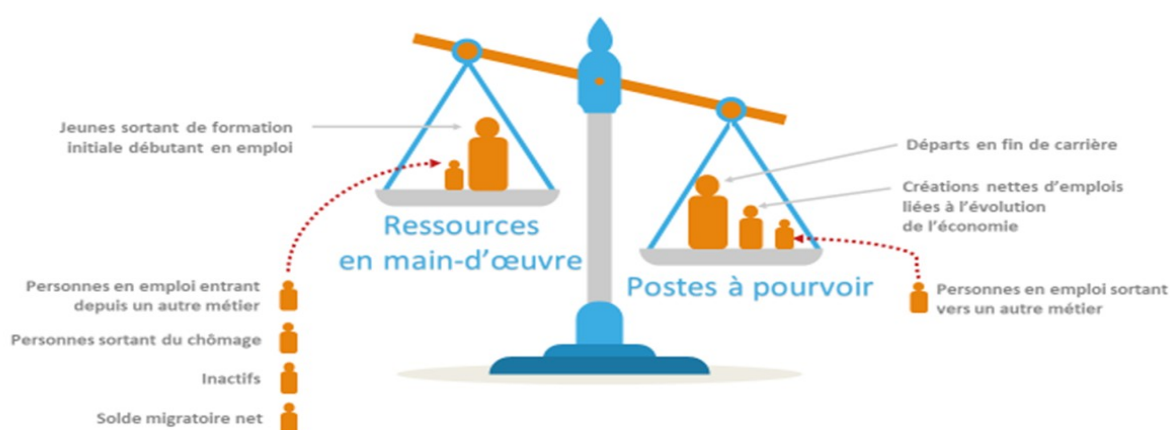 Jeunes sortant de formation
initiale débutant en emploi
Départs en fin de carrière
Créations nettes d'emplois
liées à l'évolution
de l'économie
Ressources
en main-d'œuvre
Postes à pourvoir
Personnes en emploi entrant
depuis un autre métier
Personnes en emploi sortant
vers un autre métier
Personnes sortant du chômage
Inactifs
Solde migratoire net